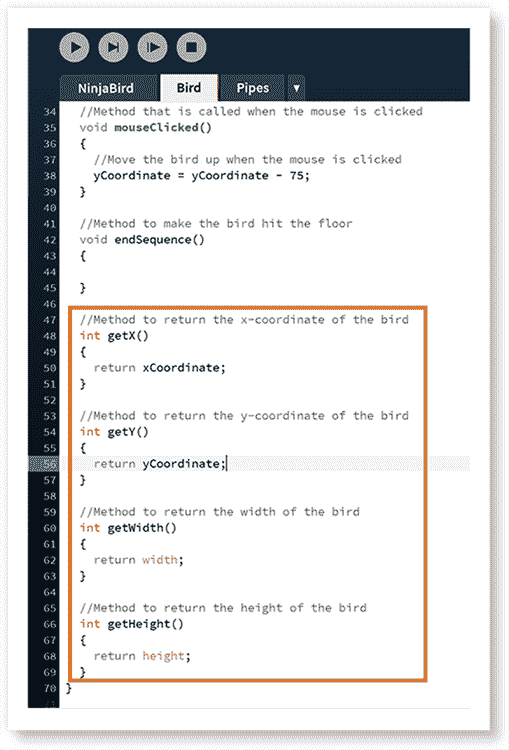 NinjaBird Bird Pipes ▼
34 //Method that is called when the mouse is clicked
35 void mouseClicked()
36 {
37 //Move the bird up when the mouse is clicked
38 yCoordinate = yCoordinate - 75;
39 }
40
41 //Method to make the bird hit the floor
42 void endSequence()
43 {
44
45 }
46
47 //Method to return the x-coordinate of the bird
48 int getX()
49 {
50 return xCoordinate;
51 }
52
53 //Method to return the y-coordinate of the bird
54 int getY()
55 {
56 return yCoordinate;
57 }
58
59 //Method to return the width of the bird
60 int getWidth()
61 {
62 return width;
63 }
64
65 //Method to return the height of the bird
66 int getHeight()
67 {
68 return height;
69 }
70 }
71